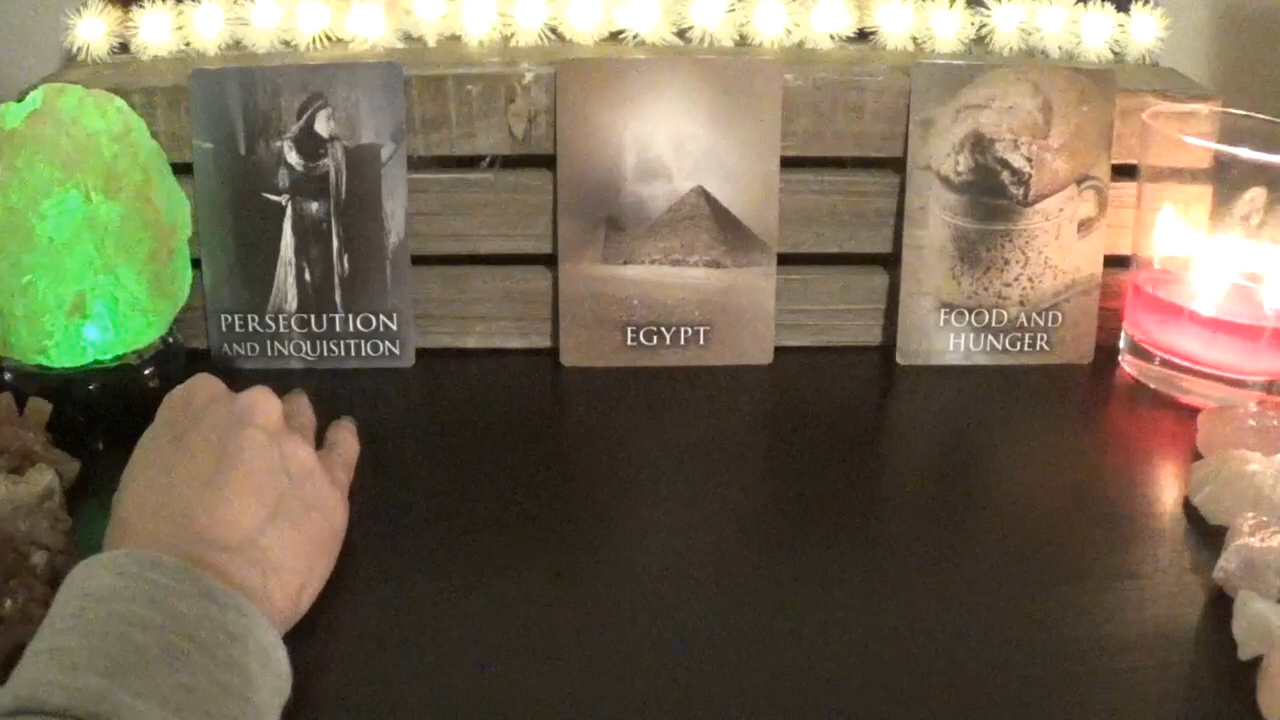 PERSECUTION
AND INQUISITION
EGYPT
FOOD AND
HUNGER